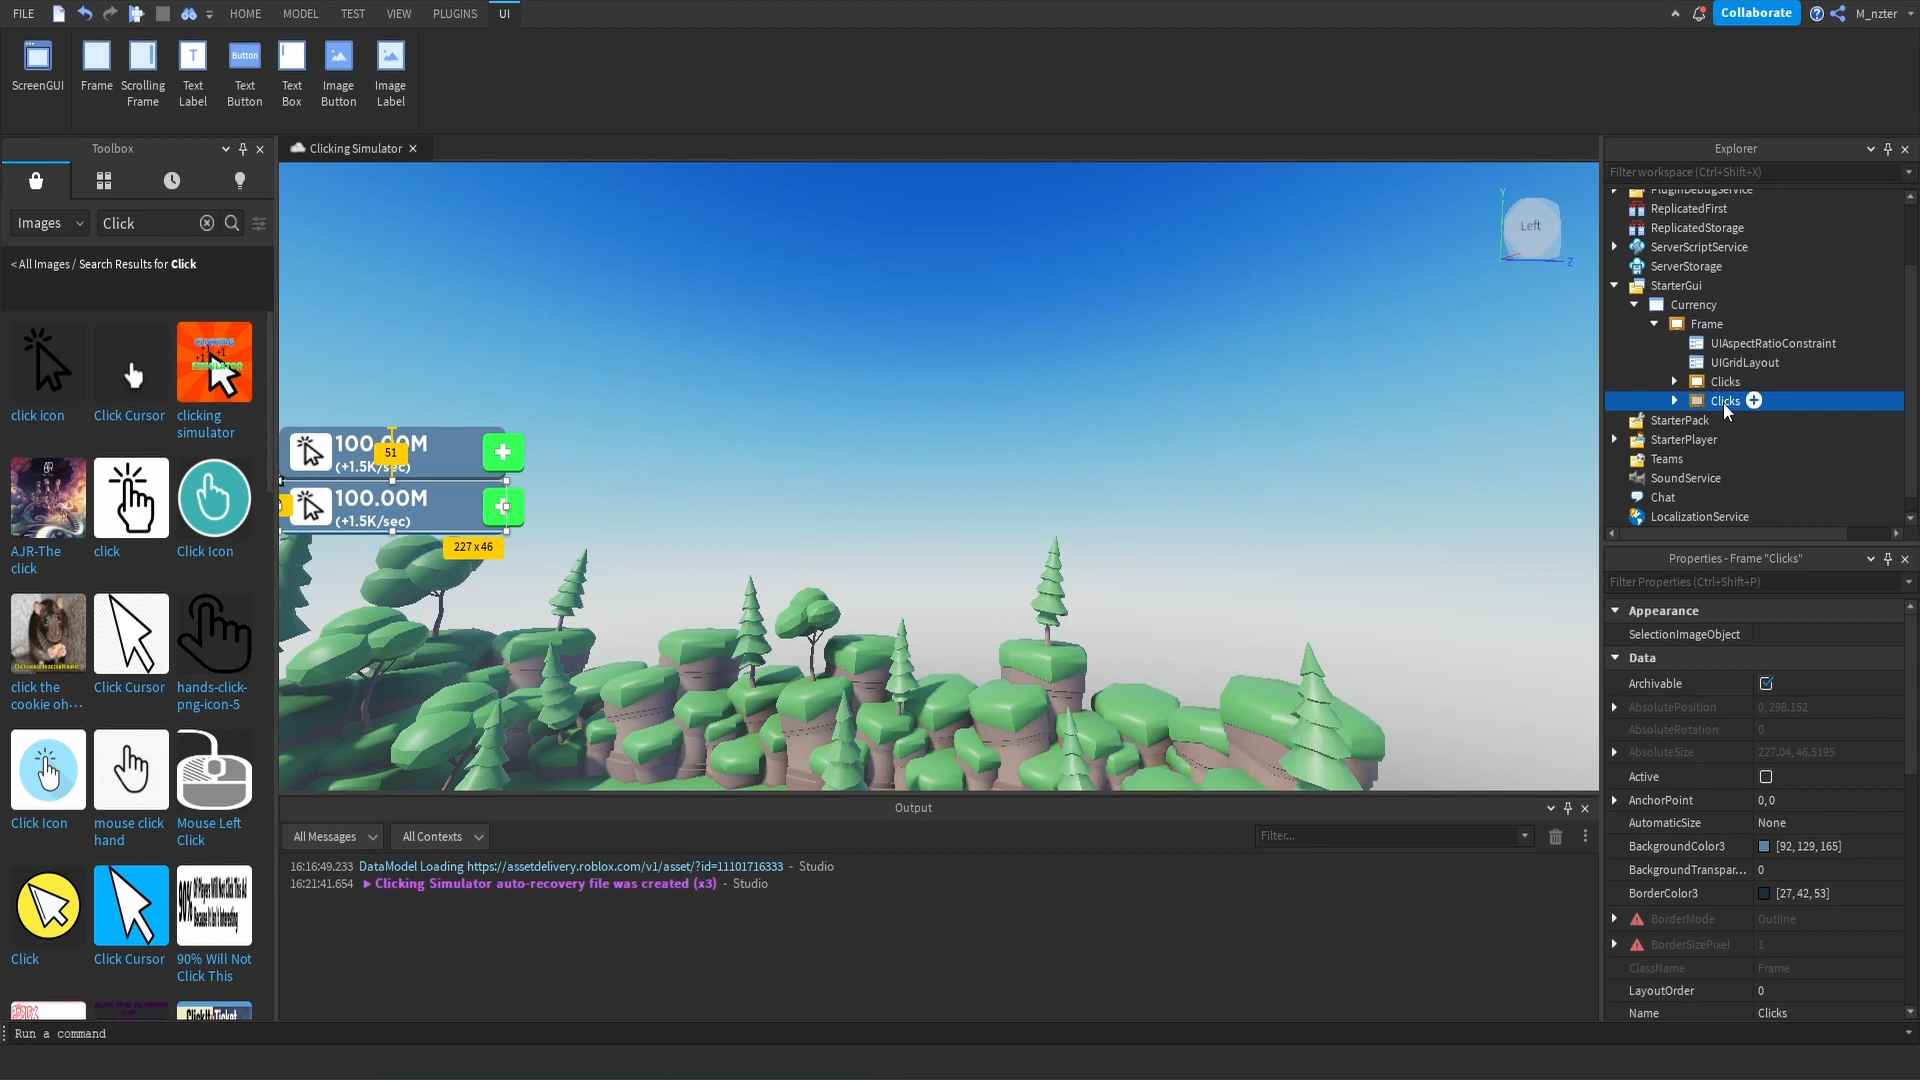 FILE
HOME
MODEL
TEST
VIEW
PLUGINS
UI
Collaborate
M_nzter
ScreenGUI
Frame
Scrolling
Frame
Text
Label
Button
Text
Button
Text
Box
Image
Button
Image
Label
Toolbox
Images
Click
< All Images / Search Results for Click
click icon
Click Cursor
clicking
simulator
AJR-The
click
click
Click Icon
click the
cookie oh···
Click Cursor
hands-click-
png-icon-5
Click Icon
mouse click
hand
Mouse Left
Click
Click
Click Cursor
90% Will Not
Click This
Clicking Simulator
Left
Y
Z
100.00M
51
(+1.5K/sec)
100.00M
(+1.5K/sec)
227 x 46
Output
All Messages
All Contexts
Filter...
16:16:49.233 DataModel Loading https://assetdelivery.roblox.com/v1/asset/?id=11101716333 - Studio
16:21:41.654 Clicking Simulator auto-recovery file was created (x3) - Studio
Run a command
Explorer
Filter workspace (Ctrl+Shift+X)
PluginDebugService
ReplicatedFirst
ReplicatedStorage
ServerScriptService
ServerStorage
StarterGui
Currency
Frame
UIAspectRatioConstraint
UIGridLayout
Clicks
Clicks
StarterPack
StarterPlayer
Teams
SoundService
Chat
LocalizationService
Properties - Frame "Clicks"
Filter Properties (Ctrl+Shift+P)
Appearance
SelectionImageObject
Data
Archivable
AbsolutePosition 0, 298.152
AbsoluteRotation 0
AbsoluteSize 227.04, 46.5195
Active
AnchorPoint 0, 0
AutomaticSize None
BackgroundColor3 [92, 129, 165]
BackgroundTranspar... 0
BorderColor3 [27, 42, 53]
BorderMode Outline
BorderSizePixel 1
ClassName Frame
LayoutOrder 0
Name Clicks